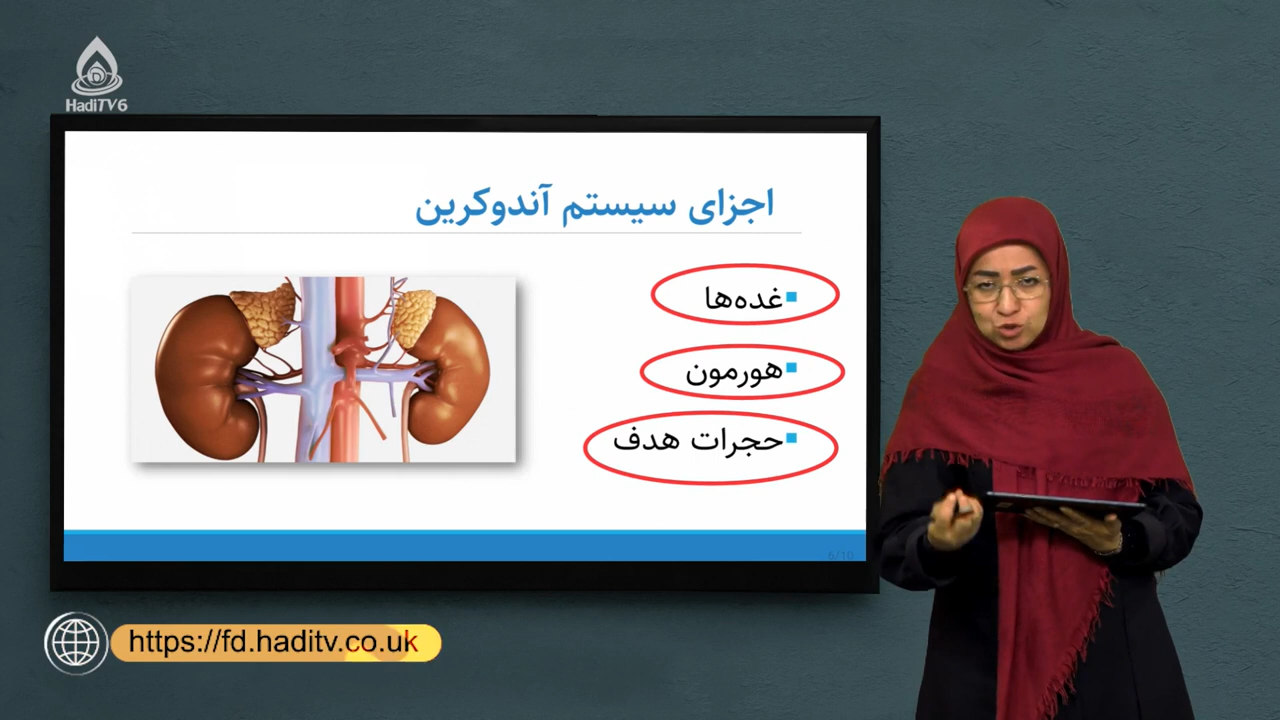 HadiTV6
اجزای سیستم آندوکرین
غده‌ها
هورمون
حجرات هدف
6/10
https://fd.haditv.co.uk